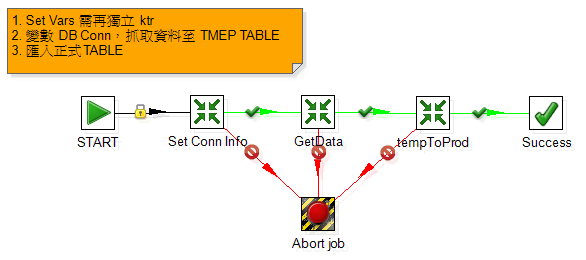 1. Set Vars 需再獨立 ktr
2. 變數 DB Conn，抓取資料至 TMEP TABLE
3. 匯入正式TABLE
START
Set Conn Info
GetData
tempToProd
Success
Abort job